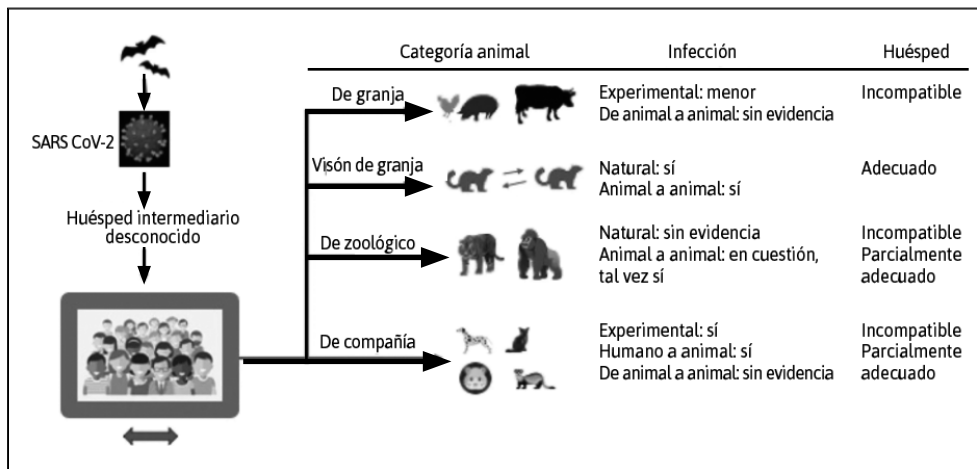 Categoría animal
Infección
Huésped
SARS CoV-2
Huésped intermediario
desconocido
De granja
Experimental: menor
De animal a animal: sin evidencia
Incompatible
Visón de granja
Natural: sí
Animal a animal: sí
Adecuado
De zoológico
Natural: sin evidencia
Animal a animal: en cuestión,
tal vez sí
Incompatible
Parcialmente
adecuado
De compañía
Experimental: sí
Humano a animal: sí
De animal a animal: sin evidencia
Incompatible
Parcialmente
adecuado